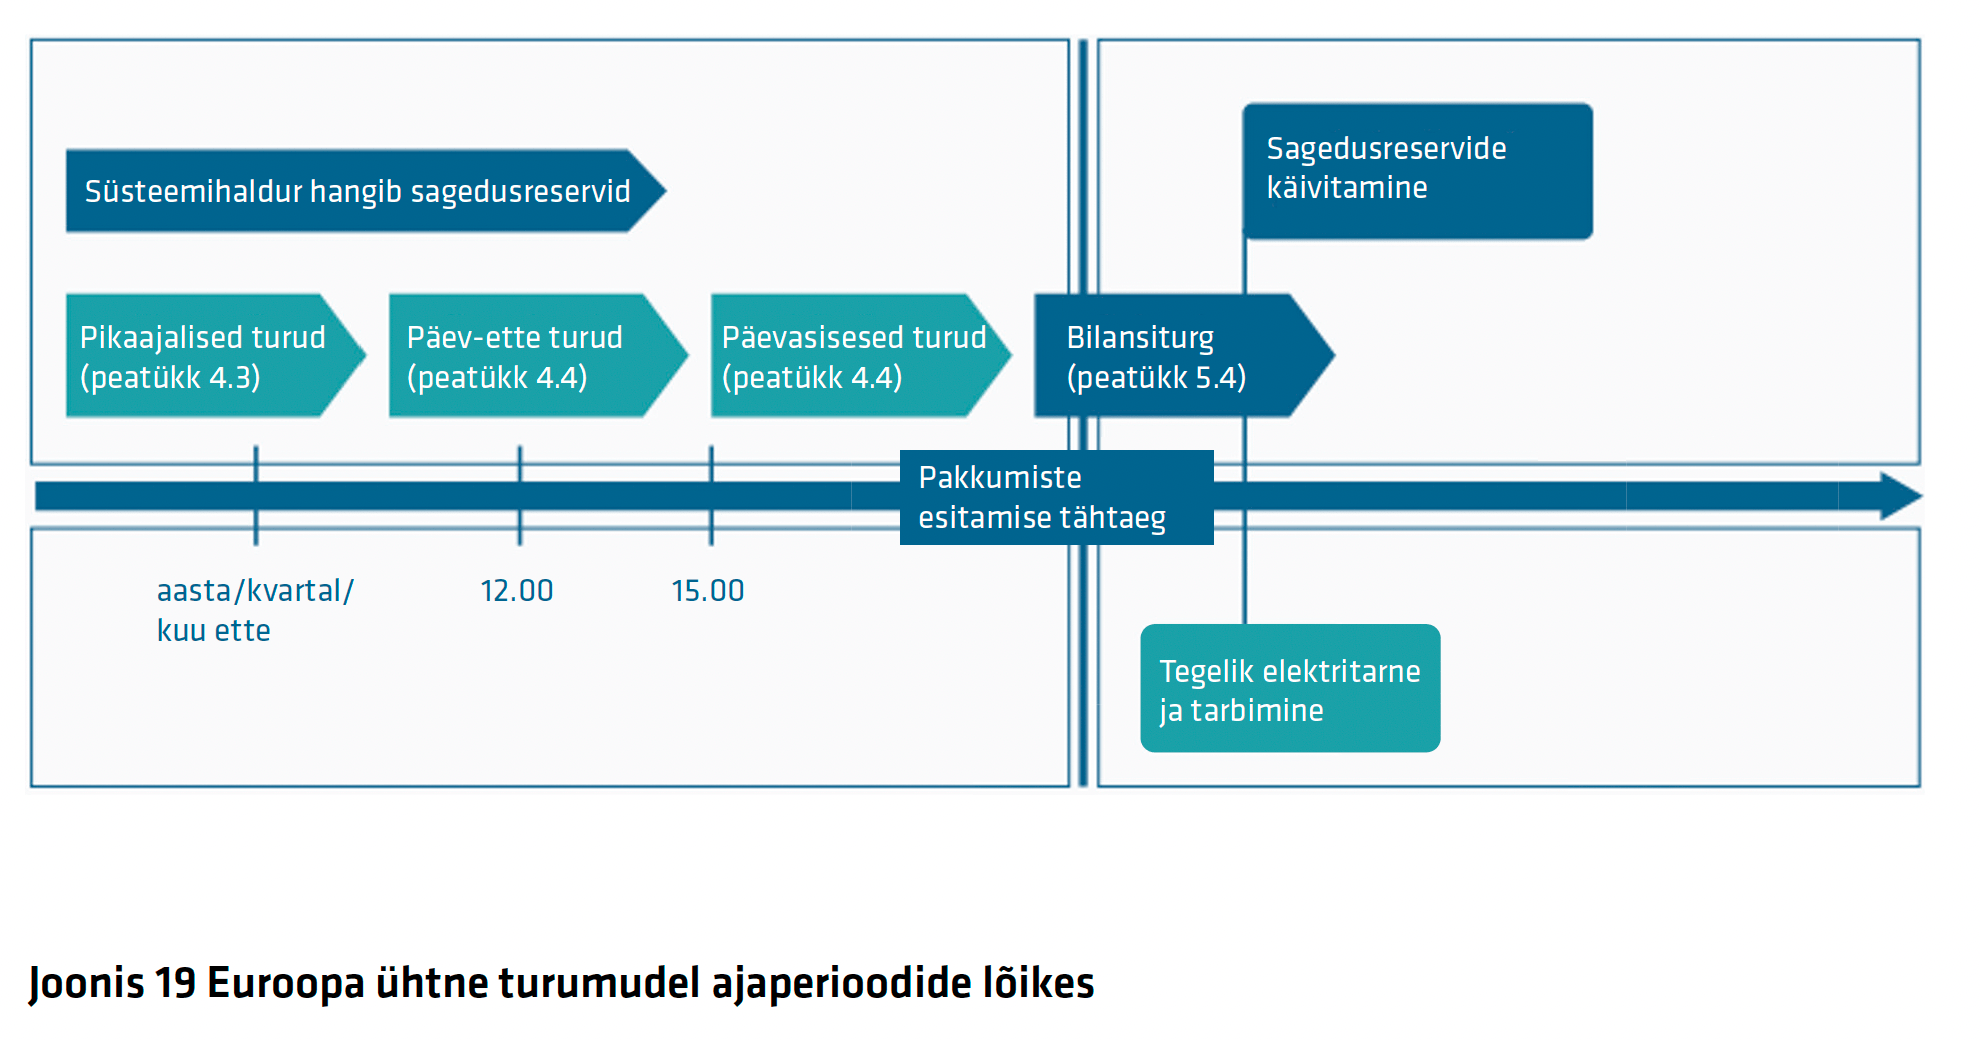 Süsteemihaldur hangib sagedusreservid
Sagedusreservide
käivitamine
Pikaajalised turud
(peatükk 4.3)
Päev-ette turud
(peatükk 4.4)
Päevasisesed turud
(peatükk 4.4)
Bilansiturg
(peatükk 5.4)
Pakkumiste
esitamise tähtaeg
aasta/kvartal/
kuu ette
12.00
15.00
Tegelik elektritarne
ja tarbimine
Joonis 19 Euroopa ühtne turumudel ajaperioodide lõikes